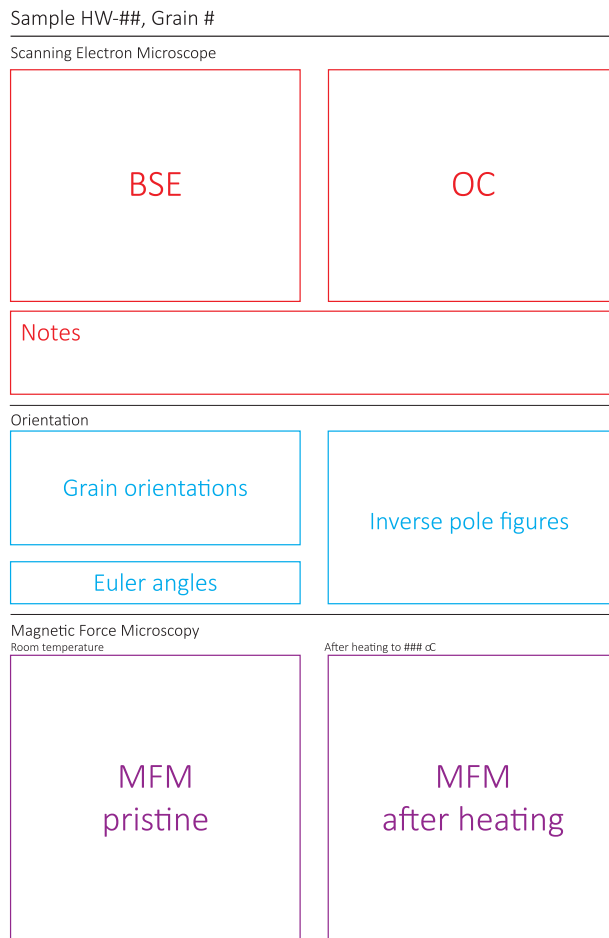 Sample HW-##, Grain #
Scanning Electron Microscope
BSE
OC
Notes
Orientation
Grain orientations
Inverse pole figures
Euler angles
Magnetic Force Microscopy
Room temperature
After heating to ### oC
MFM
pristine
MFM
after heating